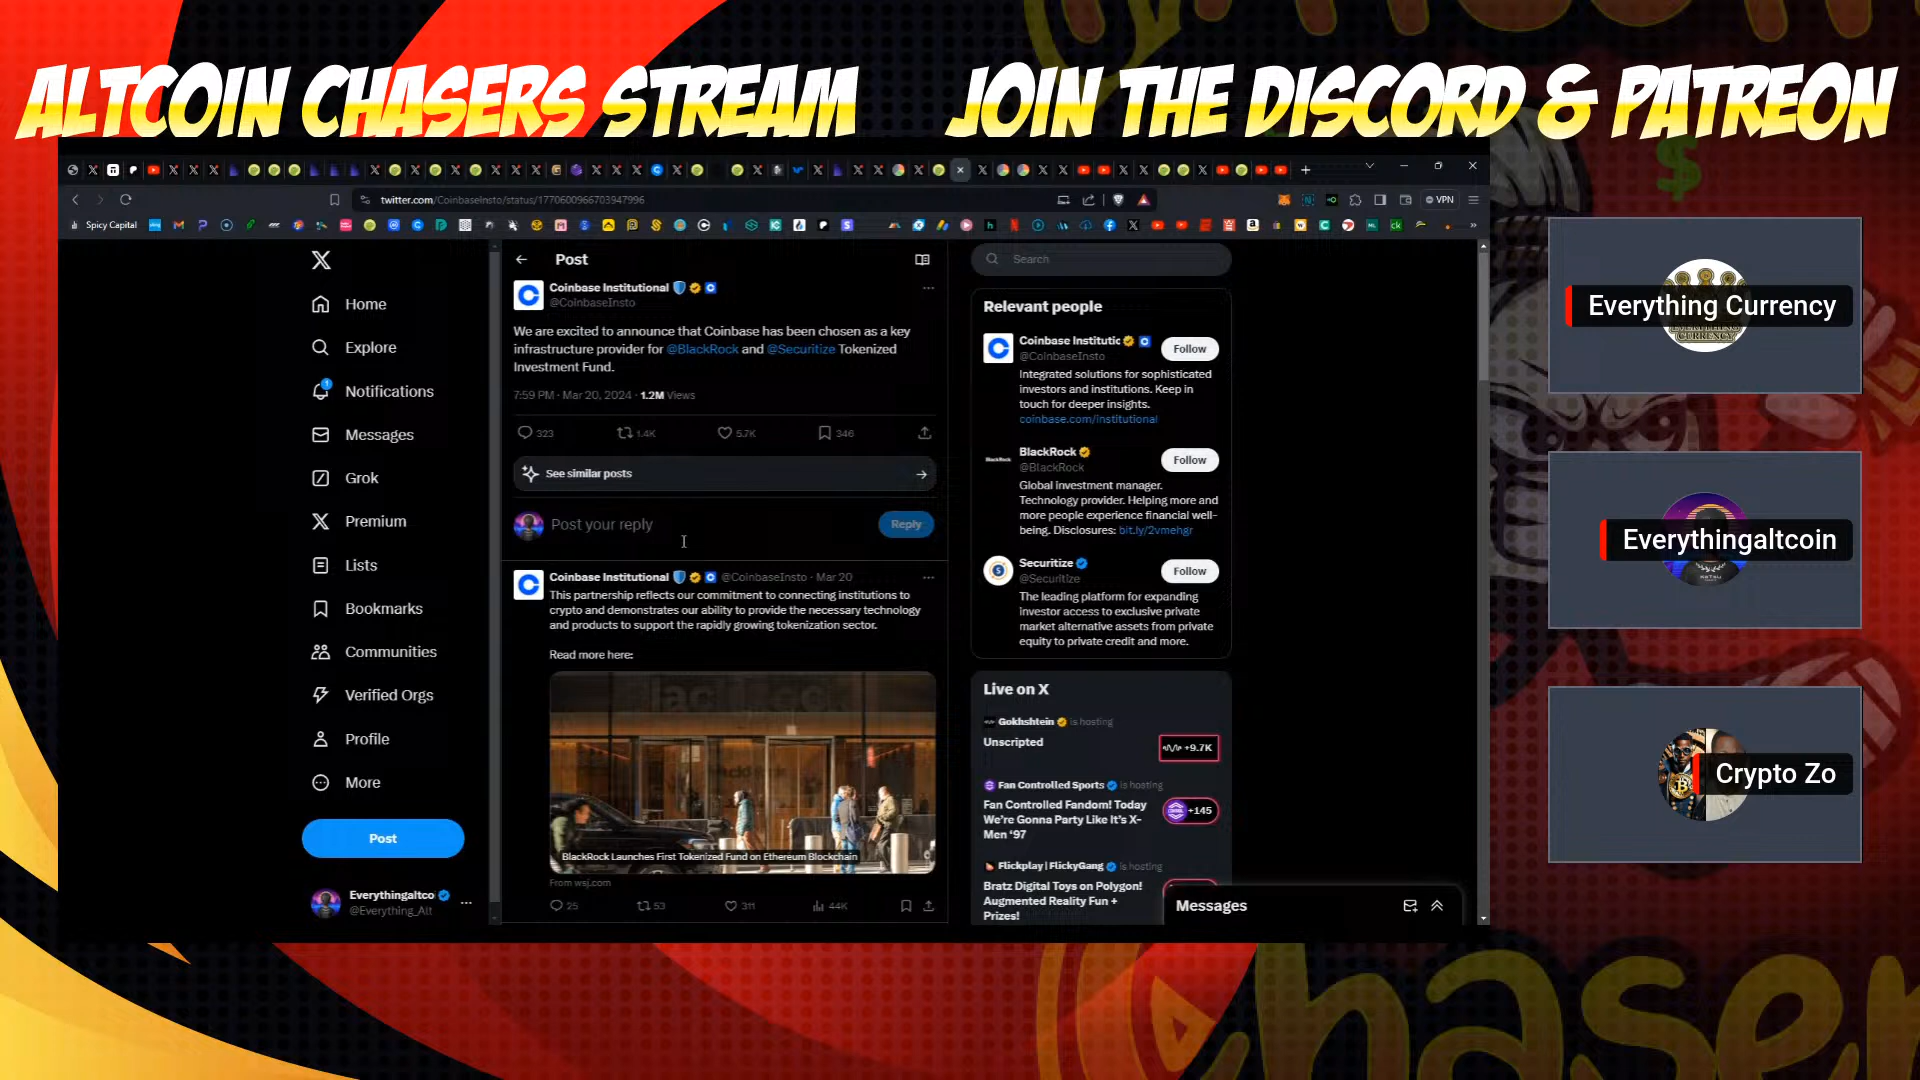 ALTCOIN CHASERS STREAM
JOIN THE DISCORD & PATREON
twitter.com/CoinbaseInsto/status/1770600966703947996
VPN
Spicy Capital
Home
Explore
Notifications
Messages
Grok
Premium
Lists
Bookmarks
Communities
Verified Orgs
Profile
More
Post
Everythingaltco
@Everything_Alt
Post
Coinbase Institutional
@CoinbaseInsto
We are excited to announce that Coinbase has been chosen as a key
infrastructure provider for @BlackRock and @Securitize Tokenized
Investment Fund.
7:59 PM · Mar 20, 2024 · 1.2M Views
323 1.4K 5.7K 346
See similar posts
Post your reply
Reply
Coinbase Institutional @CoinbaseInsto · Mar 20
This partnership reflects our commitment to connecting institutions to
crypto and demonstrates our ability to provide the necessary technology
and products to support the rapidly growing tokenization sector.
Read more here:
BlackRock Launches First Tokenized Fund on Ethereum Blockchain
From wsj.com
25 53 311 44K
Search
Relevant people
Coinbase Institutic
@CoinbaseInsto
Follow
Integrated solutions for sophisticated
investors and institutions. Keep in
touch for deeper insights.
coinbase.com/institutional
BlackRock
@BlackRock
Follow
Global investment manager.
Technology provider. Helping more and
more people experience financial well-
being. Disclosures: bit.ly/2vmehgr
Securitize
@Securitize
Follow
The leading platform for expanding
investor access to exclusive private
market alternative assets from private
equity to private credit and more.
Live on X
Gokhshtein is hosting
Unscripted
+9.7K
Fan Controlled Sports is hosting
Fan Controlled Fandom! Today
We're Gonna Party Like It's X-
Men '97
+145
Flickplay | FlickyGang is hosting
Bratz Digital Toys on Polygon!
Augmented Reality Fun +
Prizes!
Messages
Everything Currency
CURRENCY
Everythingaltcoin
Crypto Zo